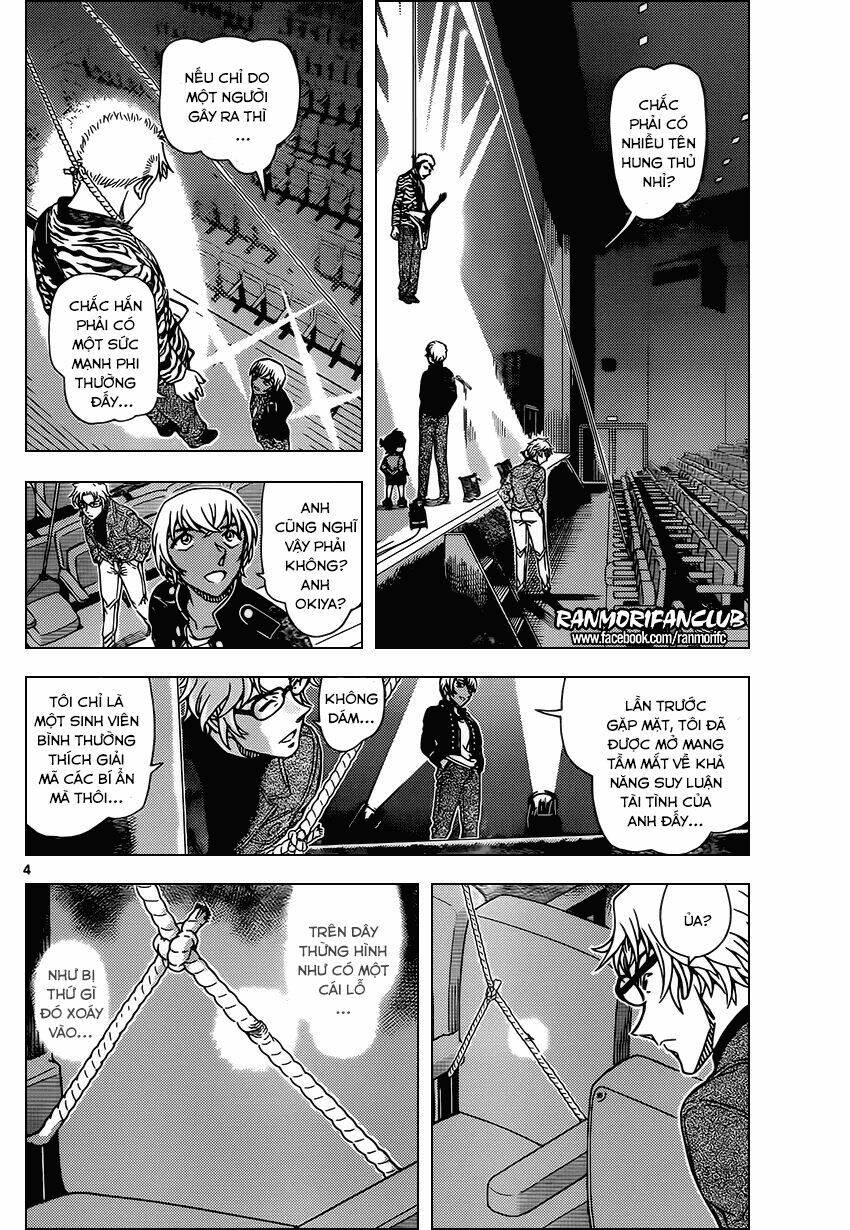 CHẮC
PHẢI CÓ
NHIỀU TÊN
HUNG THỦ
NHỈ?
RANMORIFANCLUB
www.facebook.com/ranmorifc
NẾU CHỈ DO
MỘT NGƯỜI
GÂY RA THÌ
...
CHẮC HẮN
PHẢI CÓ
MỘT SỨC
MẠNH PHI
THƯỜNG
ĐẤY...
ANH
CŨNG NGHĨ
VẬY PHẢI
KHÔNG?
ANH
OKIYA?
LẦN TRƯỚC
GẶP MẶT, TÔI ĐÃ
ĐƯỢC MỞ MANG
TẦM MẮT VỀ KHẢ
NĂNG SUY LUẬN
TÀI TÌNH CỦA
ANH ĐẤY...
KHÔNG
DÁM...
TÔI CHỈ LÀ
MỘT SINH VIÊN
BÌNH THƯỜNG
THÍCH GIẢI
MÃ CÁC BÍ ẨN
MÀ THÔI...
4
ỦA?
TRÊN DÂY
THỪNG HÌNH
NHƯ CÓ MỘT
CÁI LỖ
...
NHƯ BỊ
THỨ GÌ
ĐÓ XOÁY
VÀO...